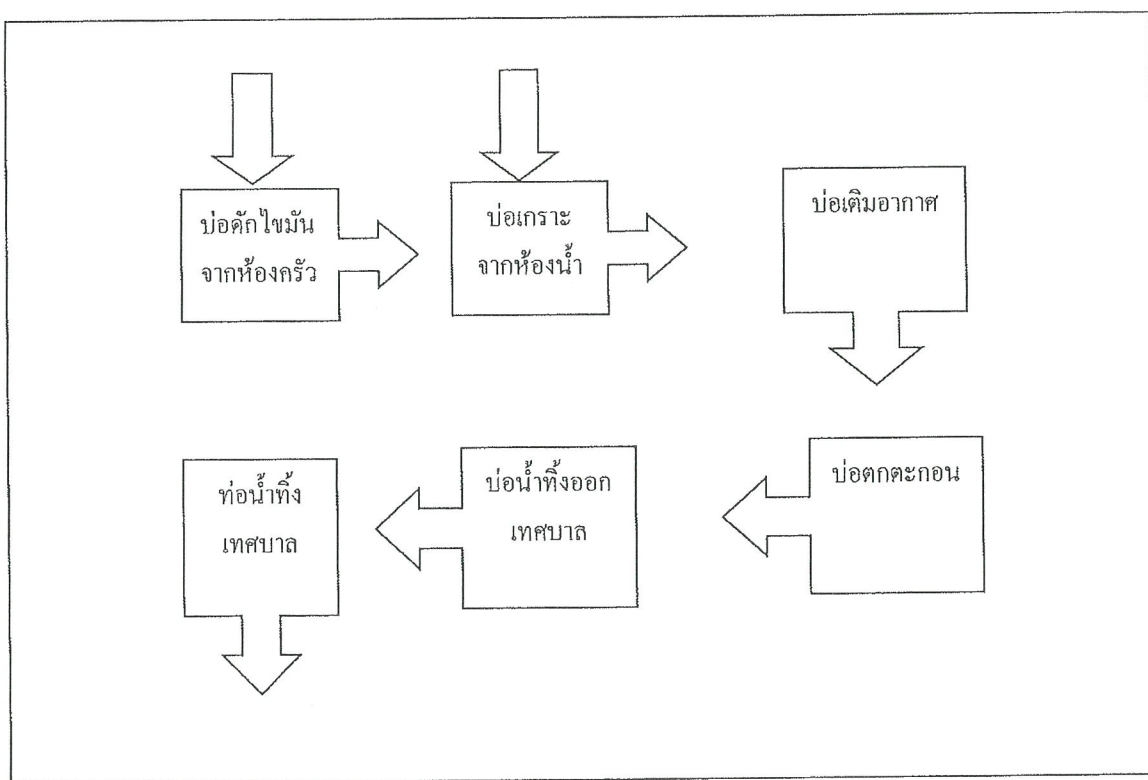 บ่อดักไขมัน
จากห้องครัว
บ่อเกราะ
จากห้องน้ำ
บ่อเติมอากาศ
บ่อตกตะกอน
บ่อน้ำทิ้งออก
เทศบาล
ท่อน้ำทิ้ง
เทศบาล